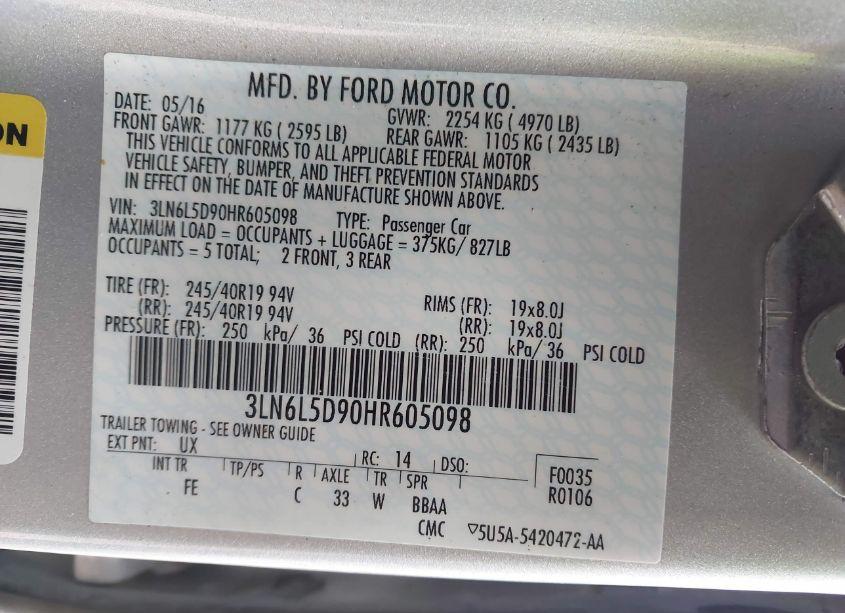 ON
MFD. BY FORD MOTOR CO.
DATE: 05/16 GVWR: 2254 KG ( 4970 LB)
FRONT GAWR: 1177 KG ( 2595 LB) REAR GAWR: 1105 KG ( 2435 LB)
THIS VEHICLE CONFORMS TO ALL APPLICABLE FEDERAL MOTOR
VEHICLE SAFETY, BUMPER, AND THEFT PREVENTION STANDARDS
IN EFFECT ON THE DATE OF MANUFACTURE SHOWN ABOVE.
VIN: 3LN6L5D90HR605098 TYPE: Passenger Car
MAXIMUM LOAD = OCCUPANTS + LUGGAGE = 375KG/ 827LB
OCCUPANTS = 5 TOTAL; 2 FRONT, 3 REAR
TIRE (FR): 245/40R19 94V RIMS (FR): 19x8.0J
(RR): 245/40R19 94V (RR): 19x8.0J
PRESSURE (FR): 250 kPa/ 36 PSI COLD (RR): 250 kPa/ 36 PSI COLD
3LN6L5D90HR605098
TRAILER TOWING - SEE OWNER GUIDE
EXT PNT: UX RC: 14 DSO: F0035
INT TR TP/PS R AXLE TR SPR R0106
FE C 33 W BBAA
CMC ▽5U5A-5420472-AA